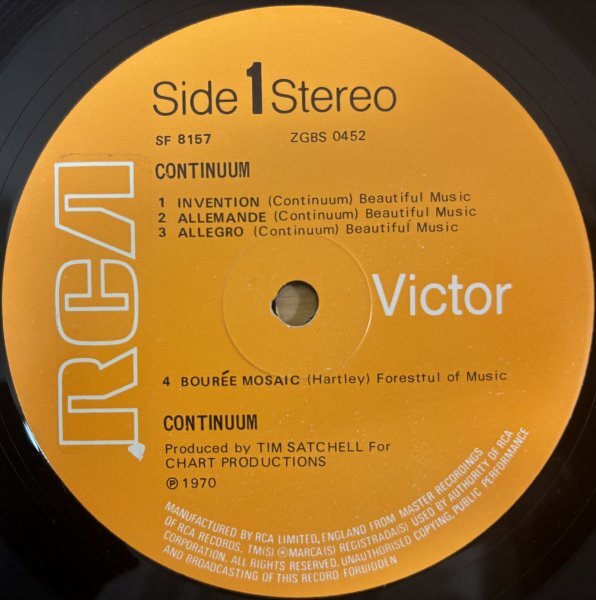 Side 1 Stereo
SF 8157 ZGBS 0452
CONTINUUM
1 INVENTION (Continuum) Beautiful Music
2 ALLEMANDE (Continuum) Beautiful Music
3 ALLEGRO (Continuum) Beautiful Music
RCA Victor
4 BOURÉE MOSAIC (Hartley) Forestful of Music
CONTINUUM
Produced by TIM SATCHELL For
CHART PRODUCTIONS
℗ 1970
MANUFACTURED BY RCA LIMITED, ENGLAND FROM MASTER RECORDINGS
OF RCA RECORDS. TM(S) ® MARCA(S) REGISTRADA(S) USED BY AUTHORITY OF RCA
CORPORATION. ALL RIGHTS RESERVED. UNAUTHORISED COPYING, PUBLIC PERFORMANCE
AND BROADCASTING OF THIS RECORD FORBIDDEN